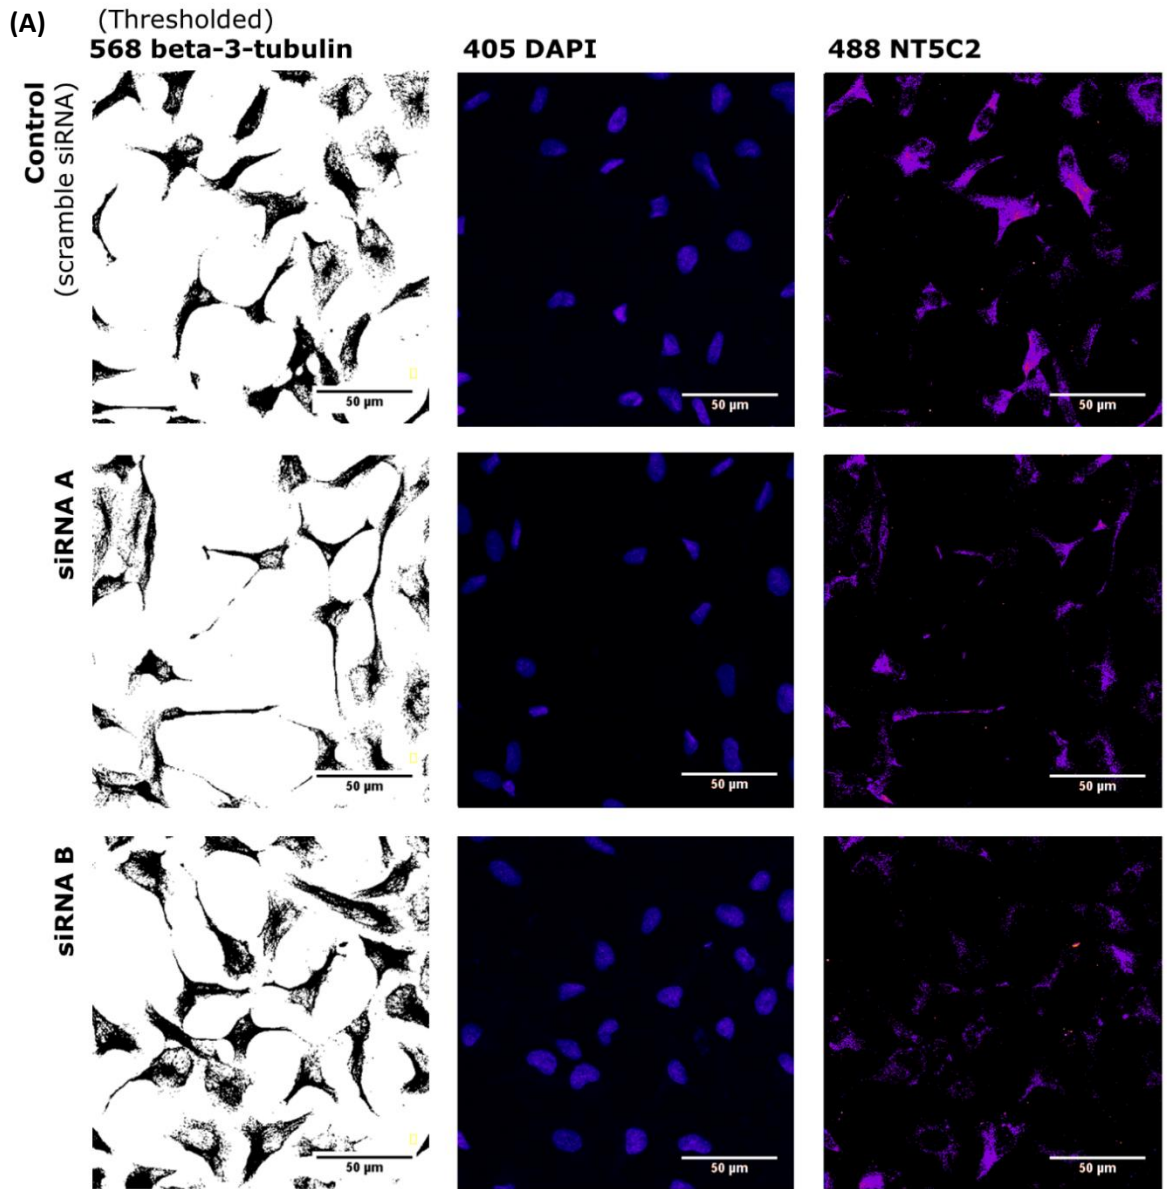 (A)
(Thresholded)
568 beta-3-tubulin
405 DAPI
488 NT5C2
Control
(scramble siRNA)
50 µm
50 µm
50 µm
siRNA A
50 µm
50 µm
50 µm
siRNA B
50 µm
50 µm
50 µm